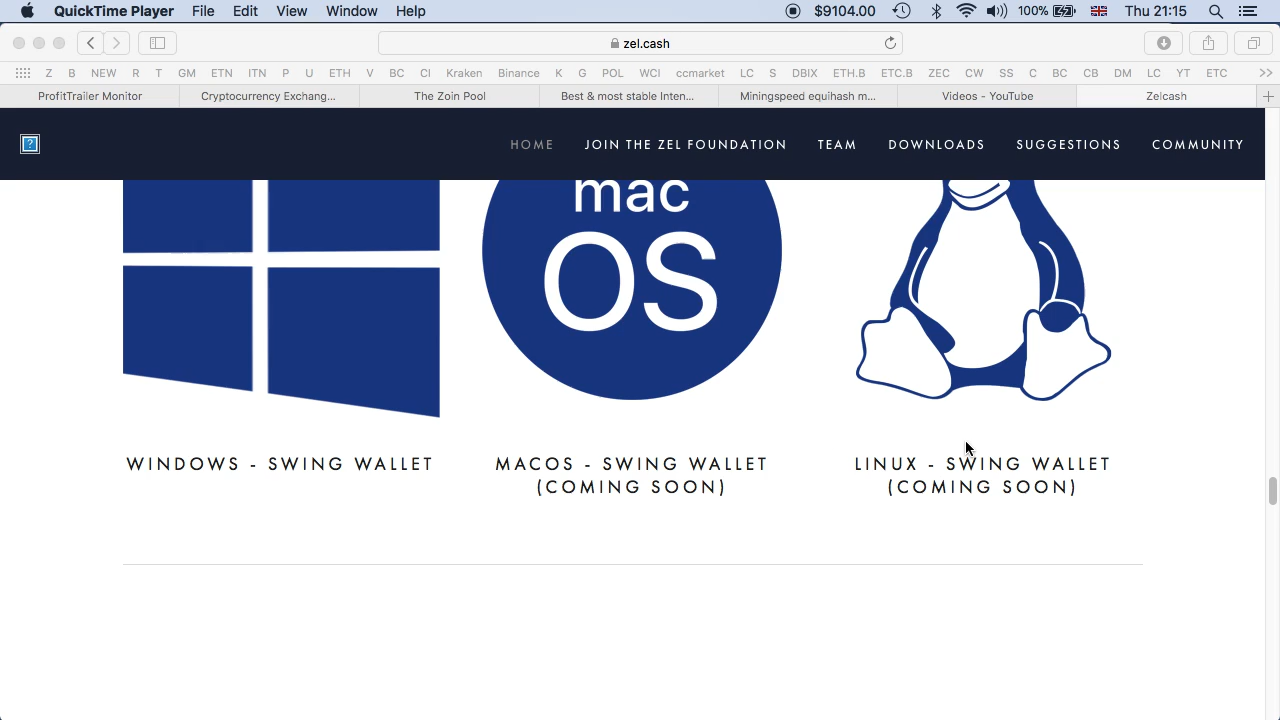 QuickTime Player File Edit View Window Help $9104.00 100% Thu 21:15
zel.cash
Z B NEW R T GM ETN ITN P U ETH V BC CI Kraken Binance K G POL WCI ccmarket LC S DBIX ETH.B ETC.B ZEC CW SS C BC CB DM LC YT ETC >>
ProfitTrailer Monitor Cryptocurrency Exchang... The Zoin Pool Best & most stable Inten... Miningspeed equihash m... Videos - YouTube Zelcash +
? HOME JOIN THE ZEL FOUNDATION TEAM DOWNLOADS SUGGESTIONS COMMUNITY
mac
OS
WINDOWS - SWING WALLET
MACOS - SWING WALLET
(COMING SOON)
LINUX - SWING WALLET
(COMING SOON)